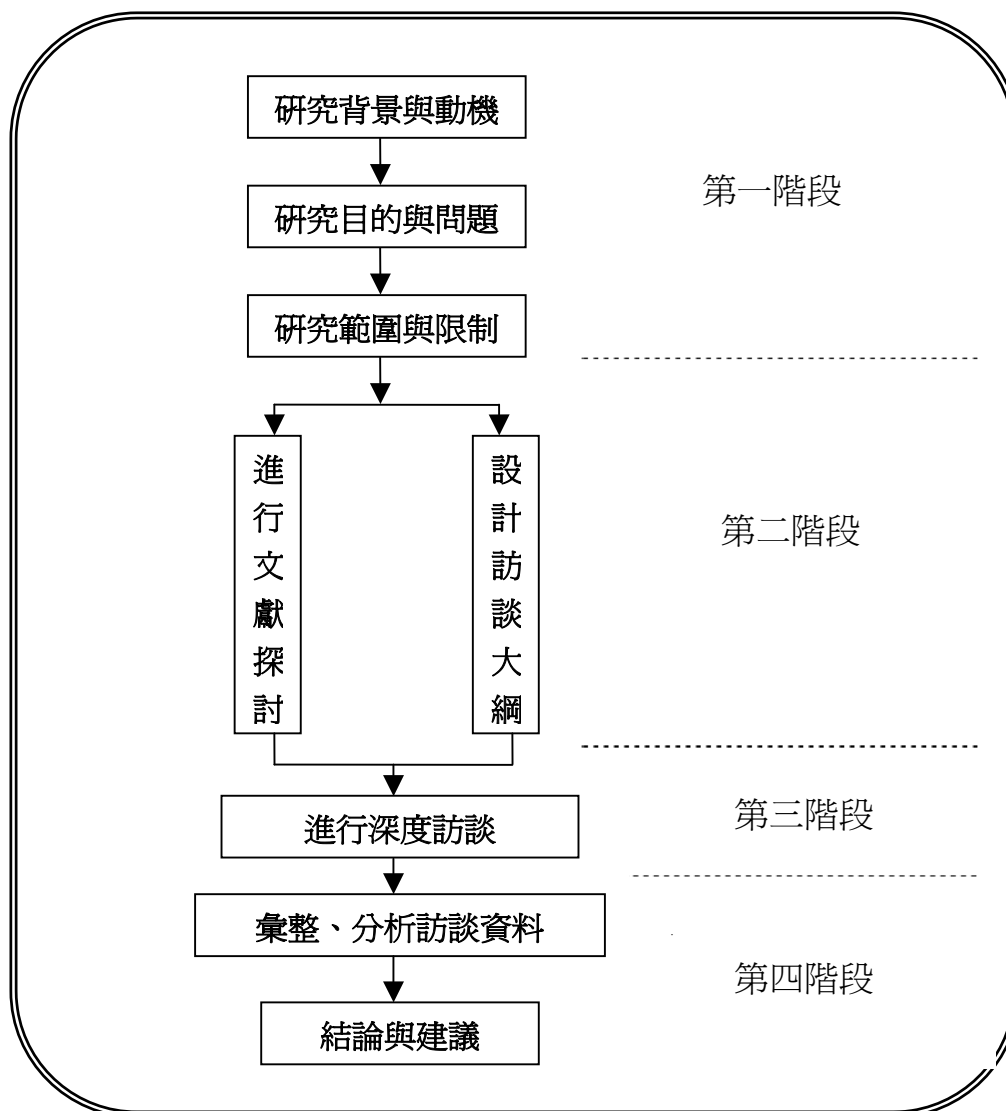 研究背景與動機
第一階段
研究目的與問題
研究範圍與限制
進行文獻探討
設計訪談大綱
第二階段
進行深度訪談
第三階段
彙整、分析訪談資料
第四階段
結論與建議